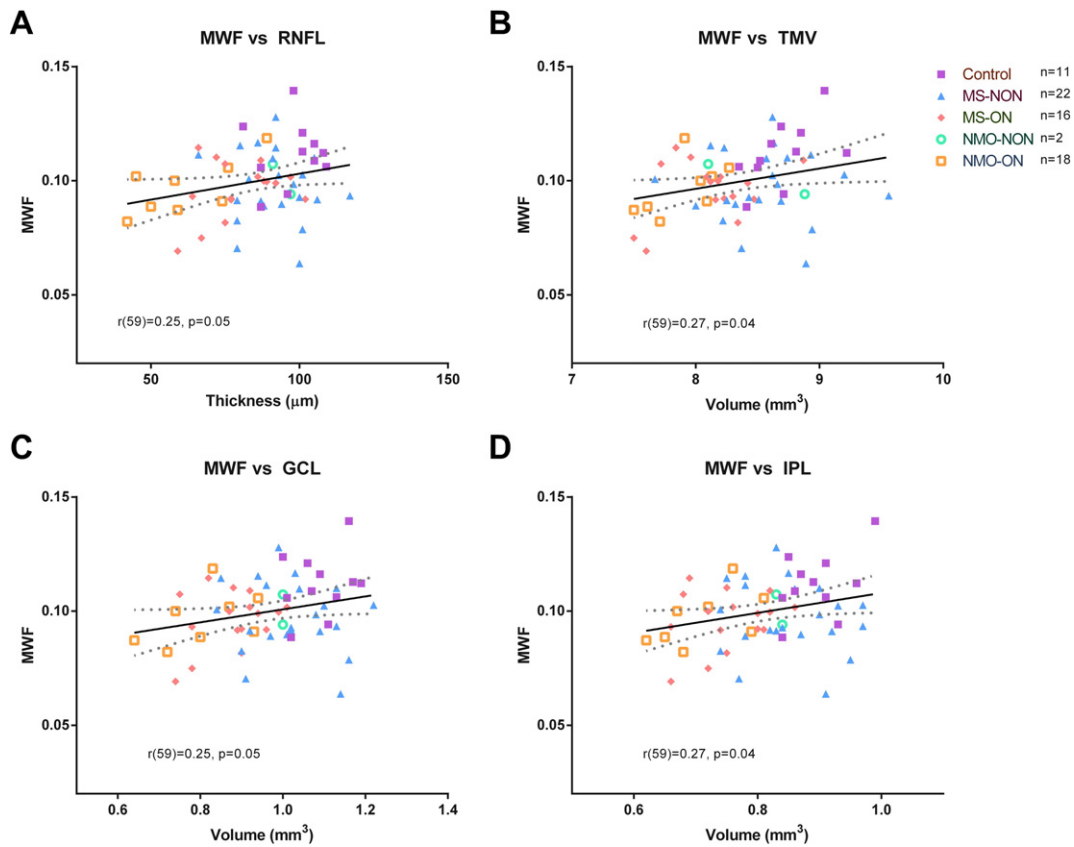 A
MWF vs RNFL
0.15
0.10
0.05
MWF
r(59)=0.25, p=0.05
50 100 150
Thickness (μm)
B
MWF vs TMV
0.15
0.10
0.05
MWF
r(59)=0.27, p=0.04
7 8 9 10
Volume (mm³)
Control n=11
MS-NON n=22
MS-ON n=16
NMO-NON n=2
NMO-ON n=18
C
MWF vs GCL
0.15
0.10
0.05
MWF
r(59)=0.25, p=0.05
0.6 0.8 1.0 1.2 1.4
Volume (mm³)
D
MWF vs IPL
0.15
0.10
0.05
MWF
r(59)=0.27, p=0.04
0.6 0.8 1.0
Volume (mm³)